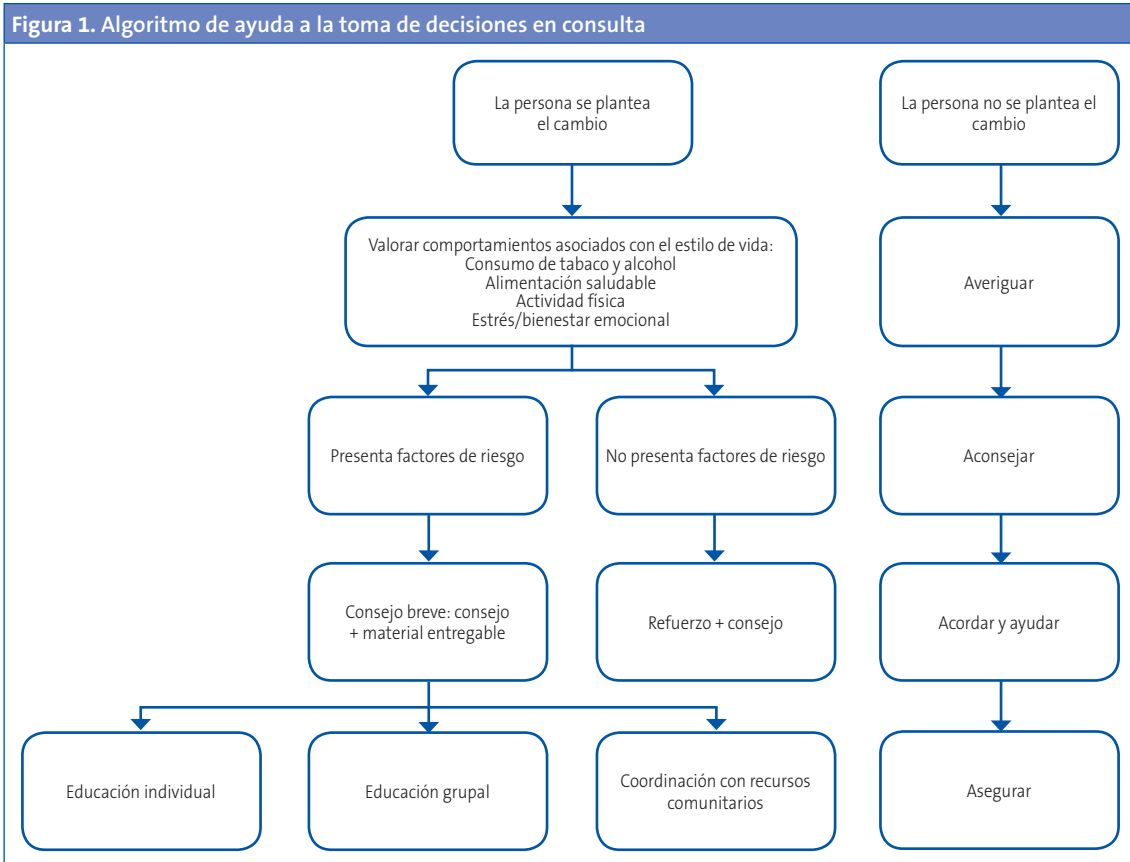 Figura 1. Algoritmo de ayuda a la toma de decisiones en consulta
La persona se plantea
el cambio
La persona no se plantea el
cambio
Valorar comportamientos asociados con el estilo de vida:
Consumo de tabaco y alcohol
Alimentación saludable
Actividad física
Estrés/bienestar emocional
Averiguar
Presenta factores de riesgo
No presenta factores de riesgo
Aconsejar
Consejo breve: consejo
+ material entregable
Refuerzo + consejo
Acordar y ayudar
Educación individual
Educación grupal
Coordinación con recursos
comunitarios
Asegurar